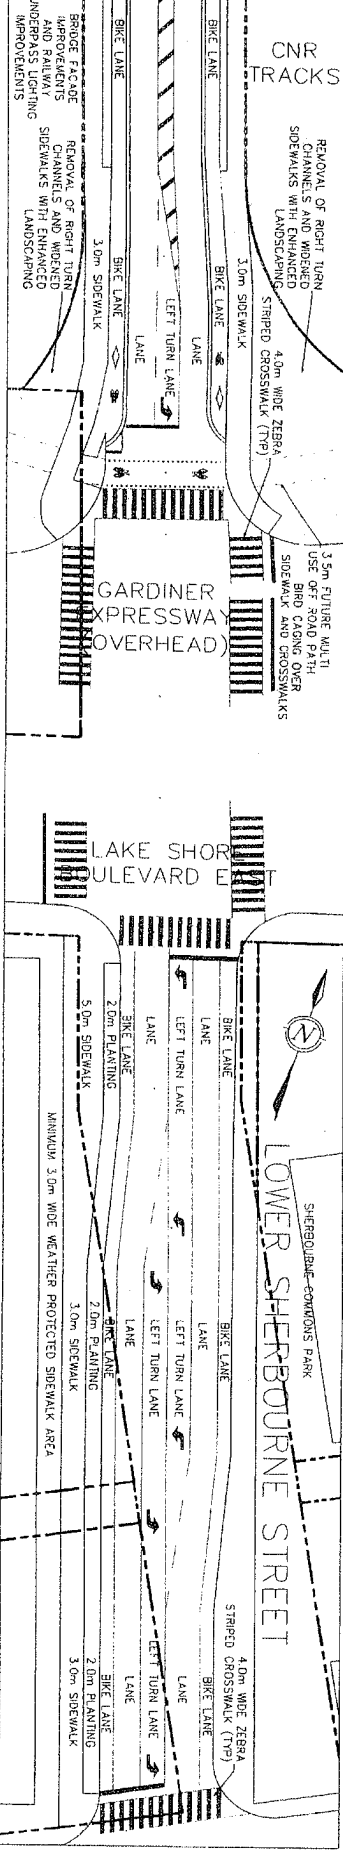 BIKE LANE
BIKE LANE
CNR
TRACKS
BRIDGE FACADE
IMPROVEMENTS
AND RAILWAY
UNDERPASS LIGHTING
IMPROVEMENTS
REMOVAL OF RIGHT TURN
CHANNELS AND WIDENED
SIDEWALKS WITH ENHANCED
LANDSCAPING
REMOVAL OF RIGHT TURN
CHANNELS AND WIDENED
SIDEWALKS WITH ENHANCED
LANDSCAPING
3.0m SIDEWALK
BIKE LANE
LANE
LEFT TURN LANE
LANE
BIKE LANE
3.0m SIDEWALK
4.0m WIDE ZEBRA
STRIPED CROSSWALK (TYP)
3.5m FUTURE MULTI
USE OFF ROAD PATH
BIRD CAGING OVER
SIDEWALK AND CROSSWALKS
GARDINER
EXPRESSWAY
(OVERHEAD)
LAKE SHORE
BOULEVARD EAST
5.0m SIDEWALK
2.0m PLANTING
BIKE LANE
LANE
LEFT TURN LANE
LANE
BIKE LANE
N
LOWER SHERBOURNE STREET
SHERBOURNE COMMONS PARK
MINIMUM 3.0m WIDE WEATHER PROTECTED SIDEWALK AREA
3.0m SIDEWALK
2.0m PLANTING
BIKE LANE
LANE
LEFT TURN LANE
LEFT TURN LANE
LANE
BIKE LANE
4.0m WIDE ZEBRA
STRIPED CROSSWALK (TYP)
3.0m SIDEWALK
2.0m PLANTING
BIKE LANE
LANE
LEFT TURN LANE
LANE
BIKE LANE